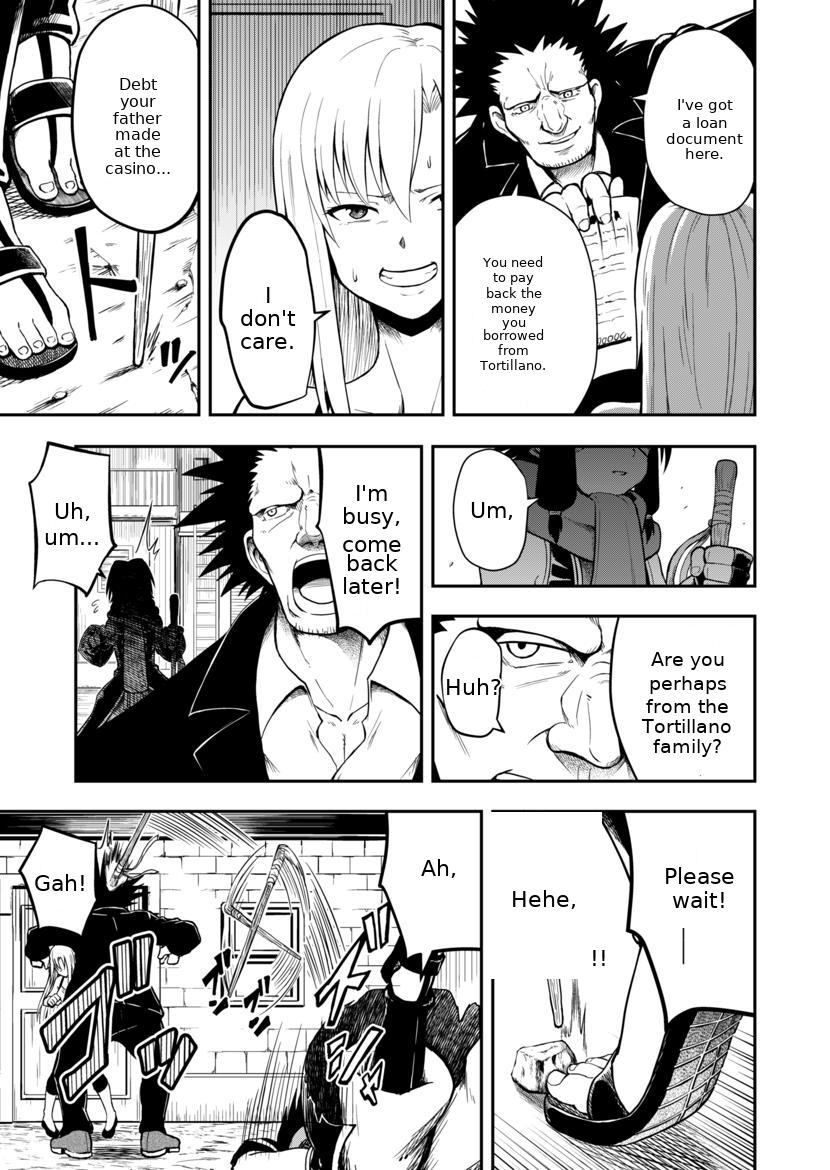 I've got
a loan
document
here.
You need
to pay
back the
money
you
borrowed
from
Tortillano.
I
don't
care.
Debt
your
father
made
at the
casino...
ト
ッ
Um,
Are you
perhaps
from the
Tortillano
family?
Huh?
I'm
busy,
come
back
later!
Uh,
um...
Please
wait!
Hehe,
!!
Ah,
Gah!